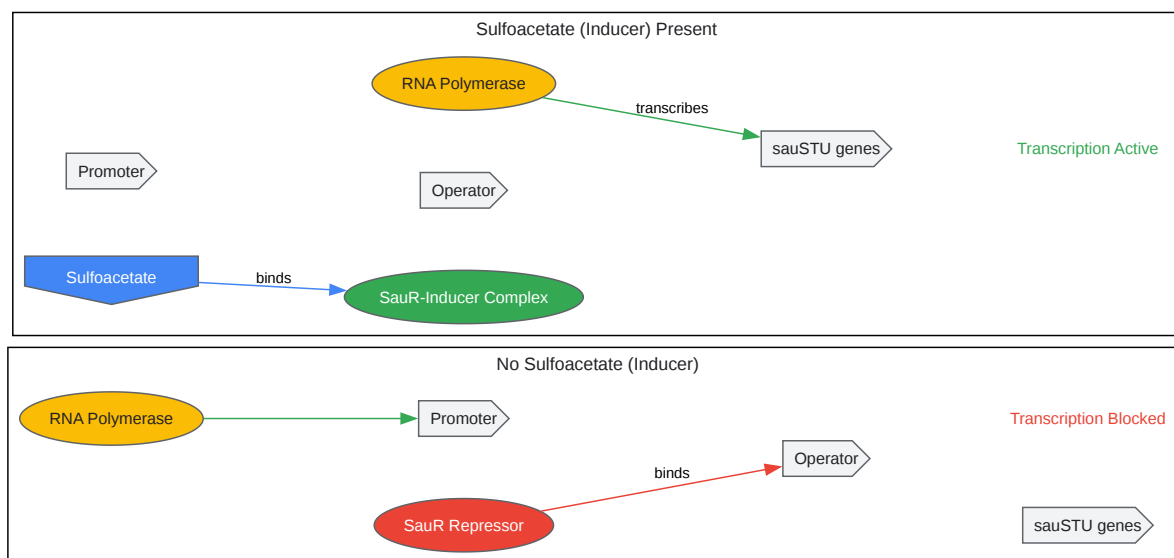 Sulfoacetate (Inducer) Present
RNA Polymerase
transcribes
sauSTU genes
Transcription Active
Promoter
Operator
Sulfoacetate
binds
SauR-Inducer Complex
No Sulfoacetate (Inducer)
RNA Polymerase
Promoter
Transcription Blocked
Operator
binds
SauR Repressor
sauSTU genes